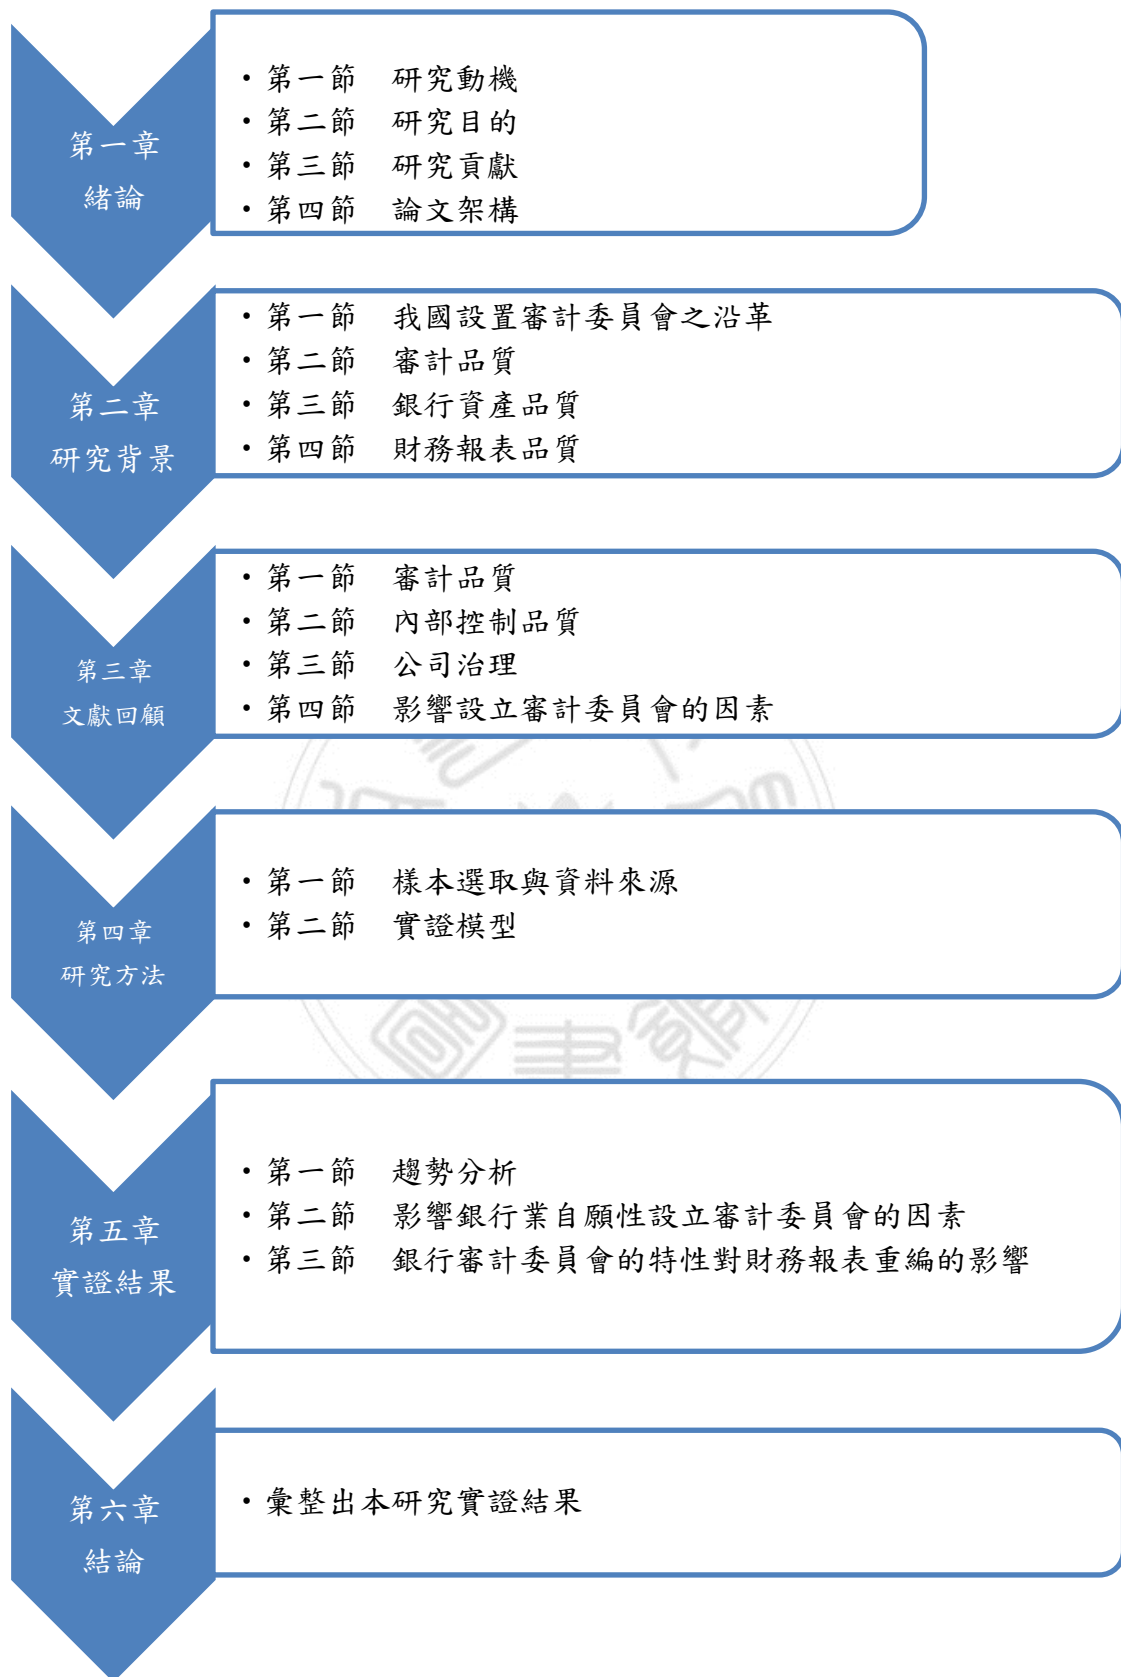 第一章
緒論
・第一節　研究動機
・第二節　研究目的
・第三節　研究貢獻
・第四節　論文架構
第二章
研究背景
・第一節　我國設置審計委員會之沿革
・第二節　審計品質
・第三節　銀行資產品質
・第四節　財務報表品質
第三章
文獻回顧
・第一節　審計品質
・第二節　內部控制品質
・第三節　公司治理
・第四節　影響設立審計委員會的因素
第四章
研究方法
・第一節　樣本選取與資料來源
・第二節　實證模型
第五章
實證結果
・第一節　趨勢分析
・第二節　影響銀行業自願性設立審計委員會的因素
・第三節　銀行審計委員會的特性對財務報表重編的影響
第六章
結論
・彙整出本研究實證結果